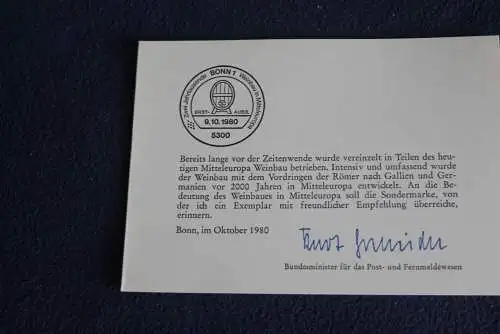 Zwei Jahrtausende Weinbau in Mitteleuropa
BONN 1
ERST- AUSG.
9.10.1980
5300
Bereits lange vor der Zeitenwende wurde vereinzelt in Teilen des heu-
tigen Mitteleuropa Weinbau betrieben. Intensiv und umfassend wurde
der Weinbau mit dem Vordringen der Römer nach Gallien und Ger-
manien vor 2000 Jahren in Mitteleuropa entwickelt. An die Be-
deutung des Weinbaues in Mitteleuropa soll die Sondermarke, von
der ich ein Exemplar mit freundlicher Empfehlung überreiche,
erinnern.
Bonn, im Oktober 1980
Kurt Gscheidle
Bundesminister für das Post- und Fernmeldewesen